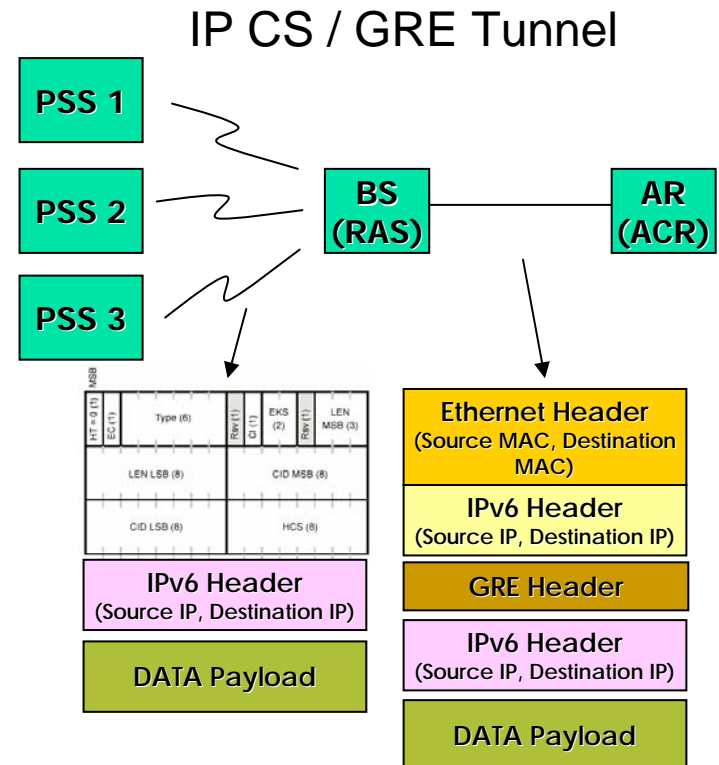 IP CS / GRE Tunnel
PSS 1
PSS 2
PSS 3
BS
(RAS)
AR
(ACR)
MSB
HT = 0 (1)
EC (1)
Type (6)
Rsv (1)
CI (1)
EKS
(2)
Rsv (1)
LEN
MSB (3)
LEN LSB (8)
CID MSB (8)
CID LSB (8)
HCS (8)
IPv6 Header
(Source IP, Destination IP)
DATA Payload
Ethernet Header
(Source MAC, Destination
MAC)
IPv6 Header
(Source IP, Destination IP)
GRE Header
IPv6 Header
(Source IP, Destination IP)
DATA Payload